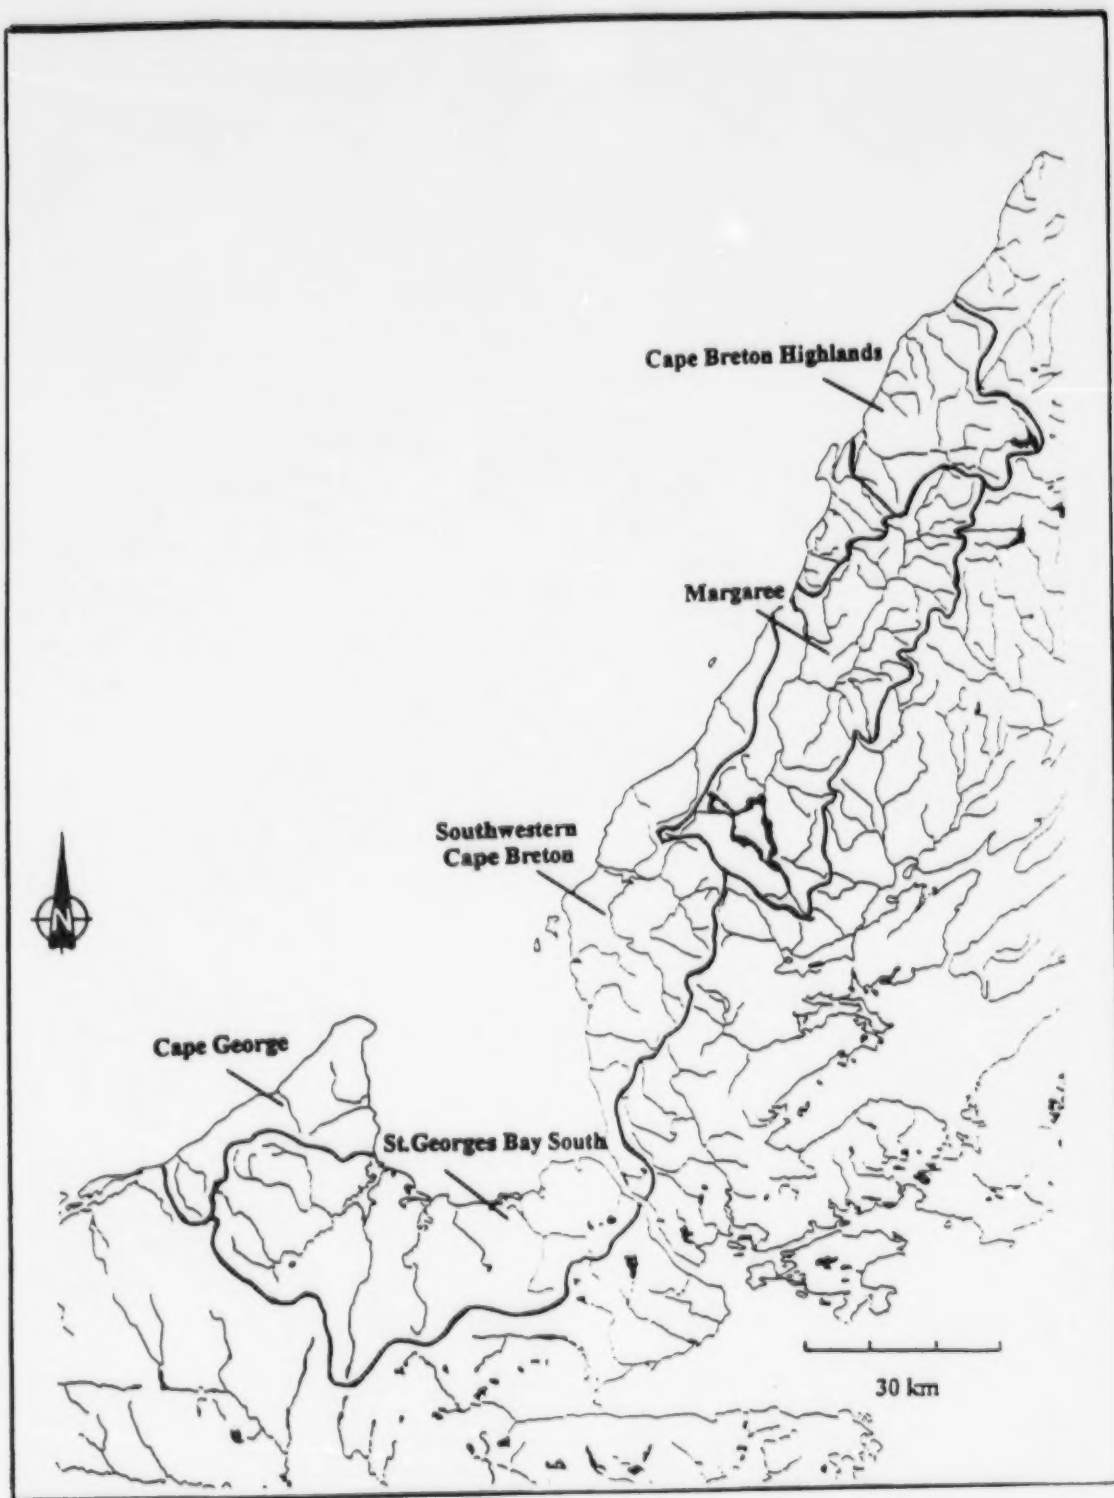 Cape Breton Highlands
Margaree
Southwestern
Cape Breton
N
Cape George
St.Georges Bay South
30 km